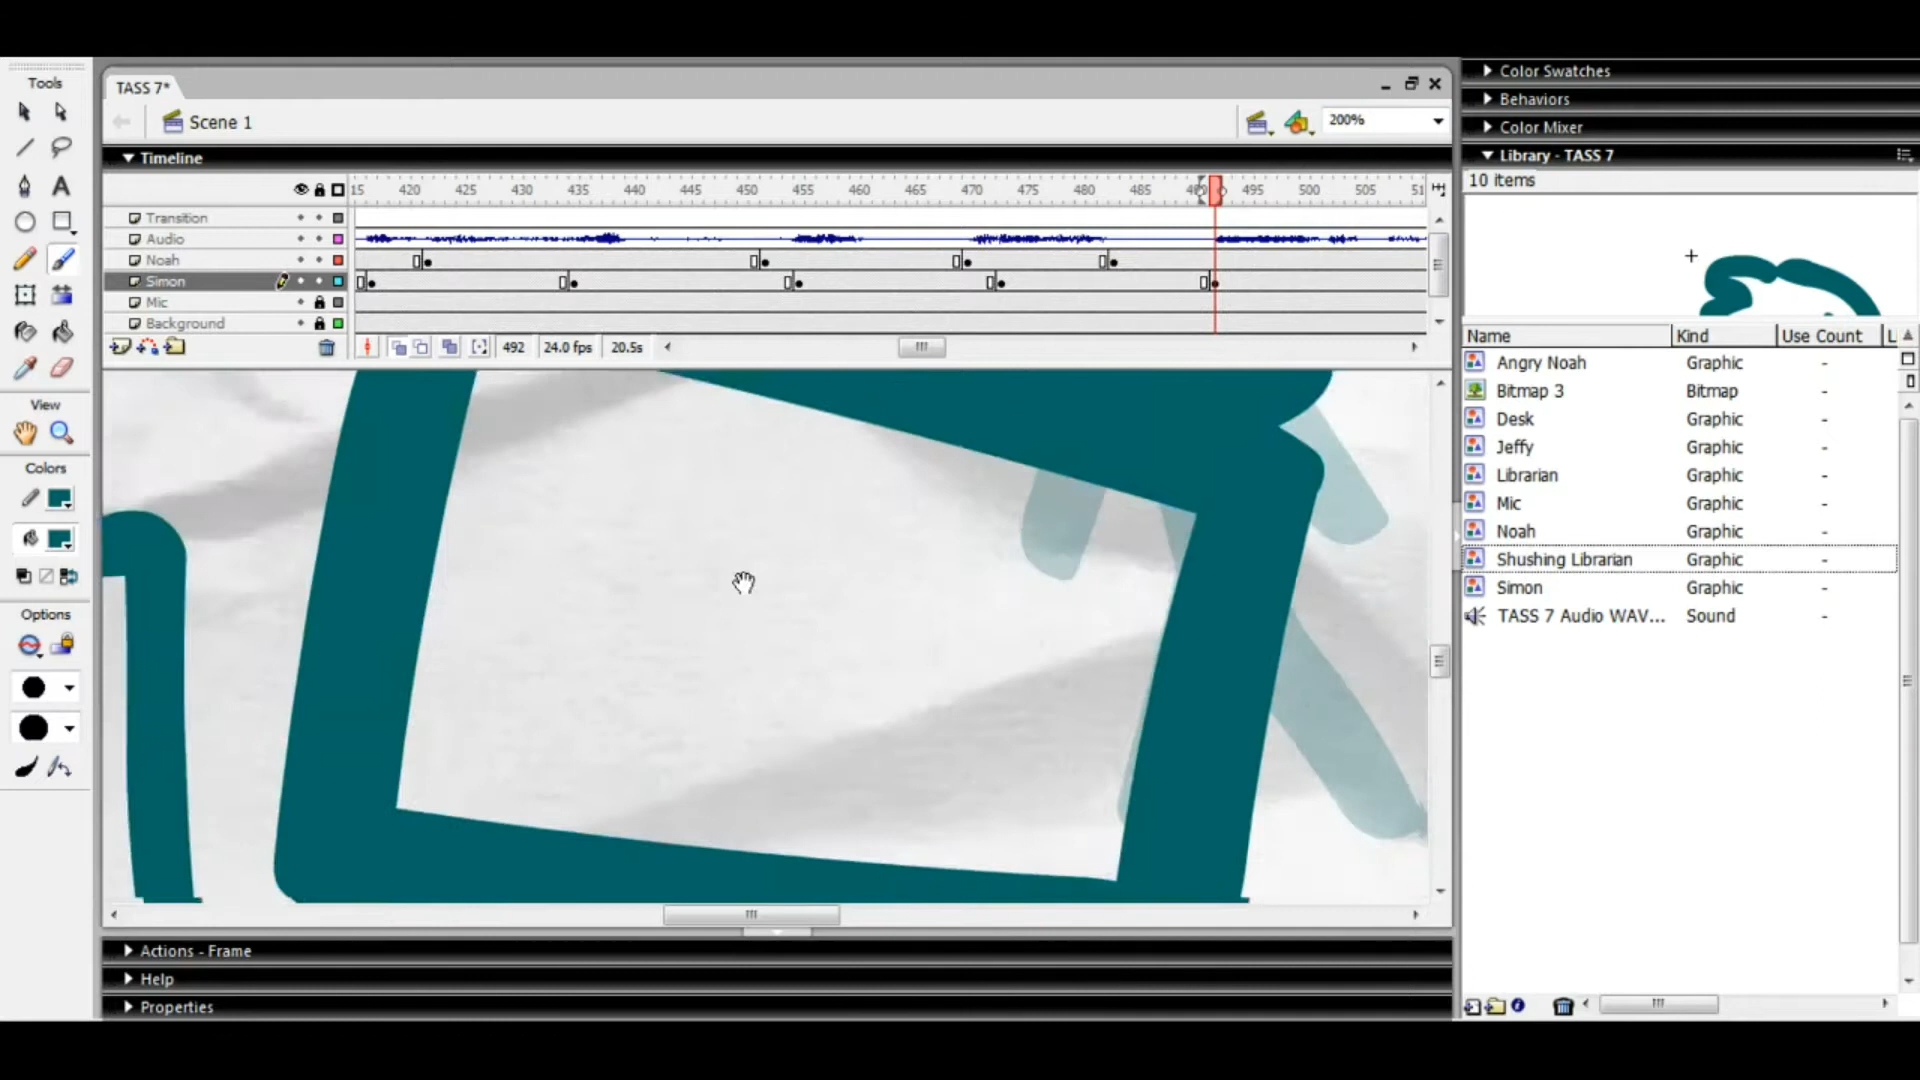 Tools
TASS 7*
Scene 1
200%
Timeline
15 420 425 430 435 440 445 450 455 460 465 470 475 480 485 490 495 500 505 51
Transition
Audio
Noah
Simon
Mic
Background
492 24.0 fps 20.5s
View
Colors
Options
Actions - Frame
Help
Properties
Color Swatches
Behaviors
Color Mixer
Library - TASS 7
10 items
Name Kind Use Count L
Angry Noah Graphic -
Bitmap 3 Bitmap -
Desk Graphic -
Jeffy Graphic -
Librarian Graphic -
Mic Graphic -
Noah Graphic -
Shushing Librarian Graphic -
Simon Graphic -
TASS 7 Audio WAV... Sound -